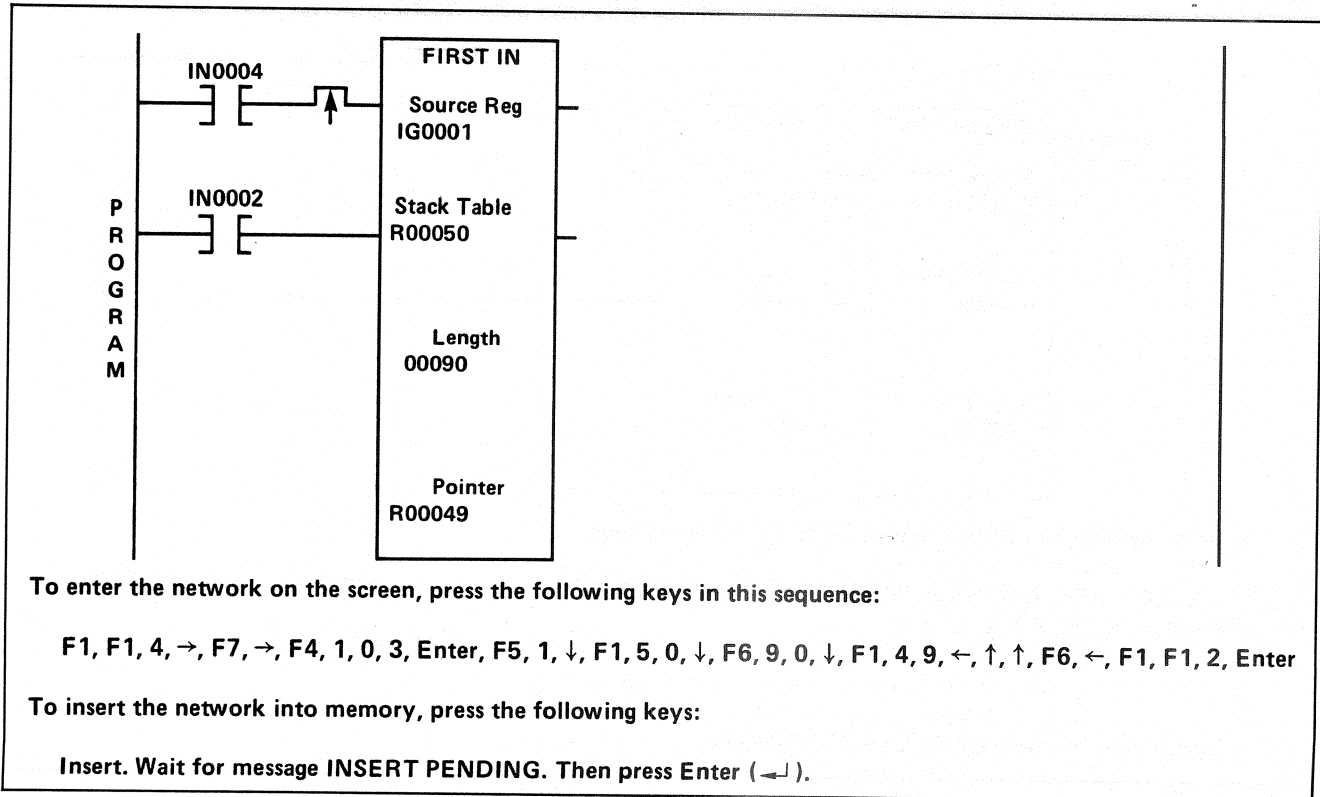 FIRST IN
IN0004
Source Reg
IG0001
IN0002
Stack Table
R00050
PROGRAM
Length
00090
Pointer
R00049
To enter the network on the screen, press the following keys in this sequence:
F1, F1, 4, →, F7, →, F4, 1, 0, 3, Enter, F5, 1, ↓, F1, 5, 0, ↓, F6, 9, 0, ↓, F1, 4, 9, ←, ↑, ↑, F6, ←, F1, F1, 2, Enter
To insert the network into memory, press the following keys:
Insert. Wait for message INSERT PENDING. Then press Enter (↵).